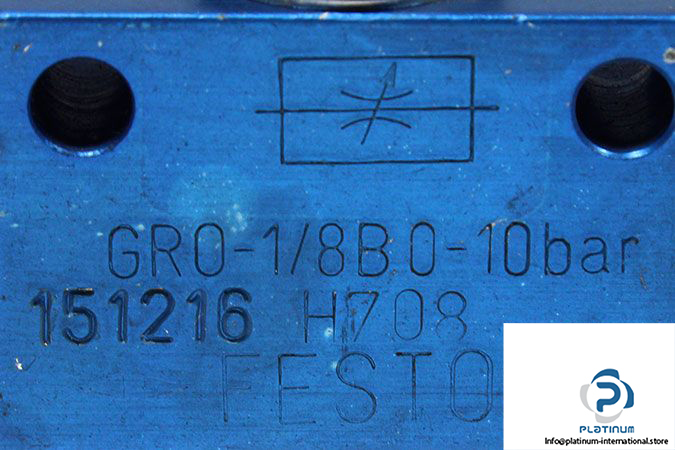 GRO-1/8B 0-10bar
151216 H708
FESTO
PLATINUM
Info@platinum-international.store